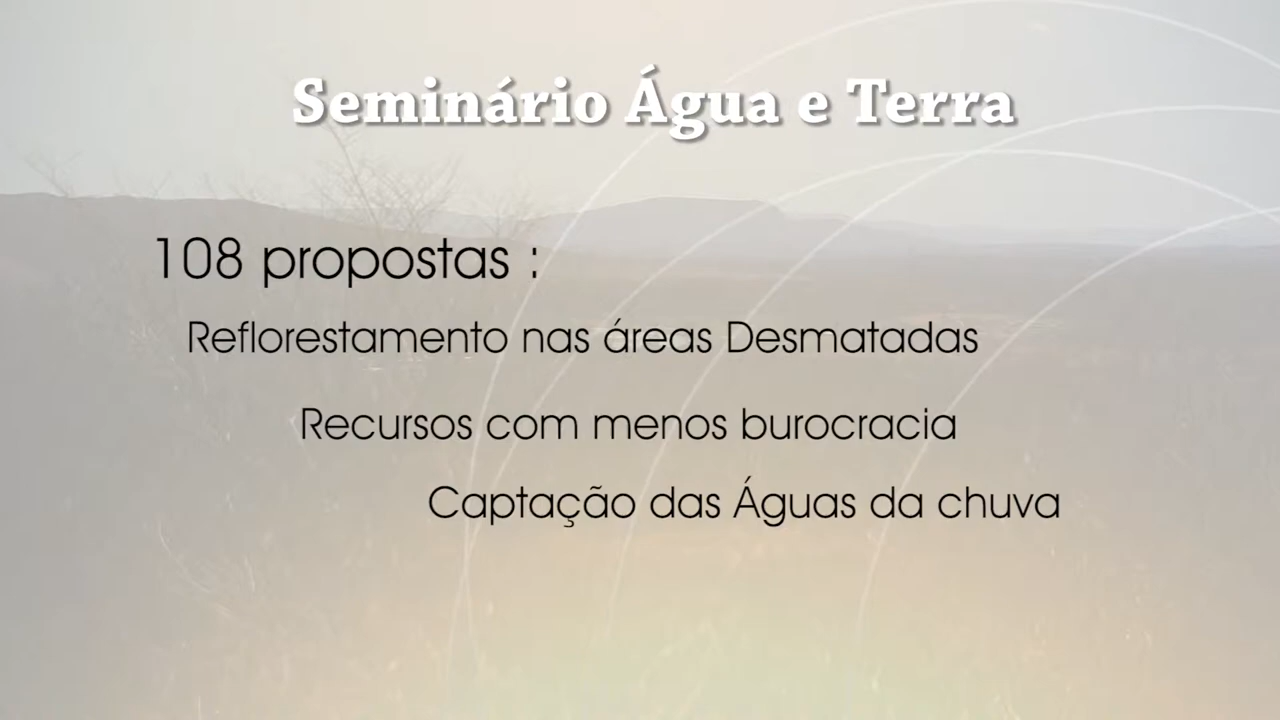 Seminário Água e Terra
108 propostas :
Reflorestamento nas áreas Desmatadas
Recursos com menos burocracia
Captação das Águas da chuva